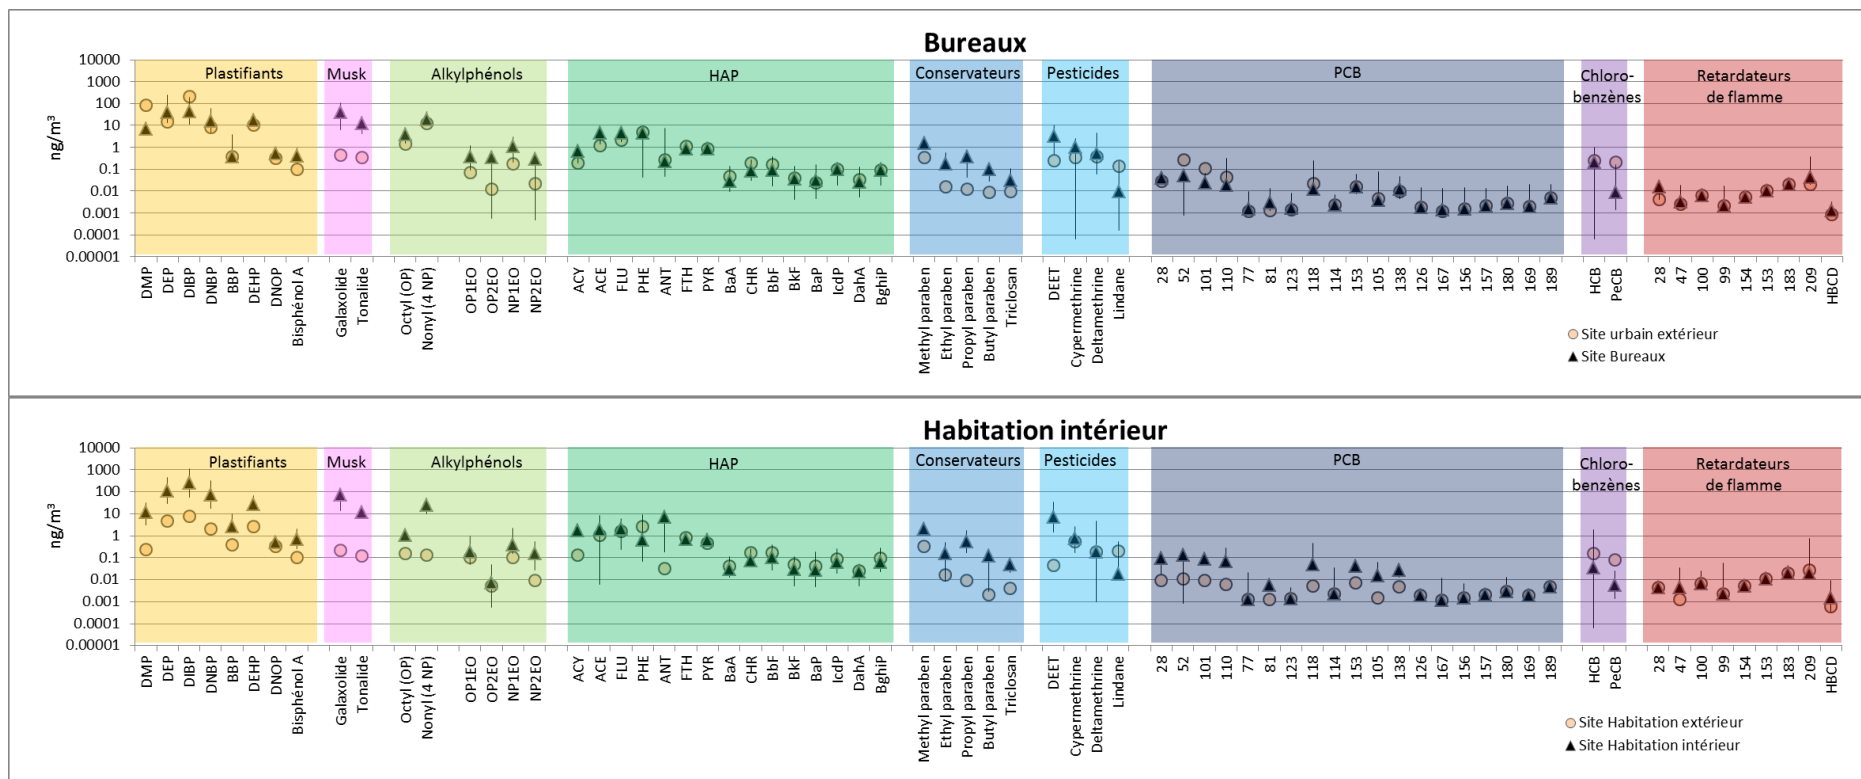 Bureaux
Plastifiants
Musk
Alkylphénols
HAP
Conservateurs
Pesticides
PCB
Chloro-
benzènes
Retardateurs
de flamme
ng/m³
10000
1000
100
10
1
0.1
0.01
0.001
0.0001
0.00001
DMP
DEP
DIBP
DNBP
BBP
DEHP
DNOP
Bisphénol A
Galaxolide
Tonalide
Octyl (OP)
Nonyl (4 NP)
OP1EO
OP2EO
NP1EO
NP2EO
ACY
ACE
FLU
PHE
ANT
FTH
PYR
BaA
CHR
BbF
BkF
BaP
IcdP
DahA
BghiP
Methyl paraben
Ethyl paraben
Propyl paraben
Butyl paraben
Triclosan
DEET
Cypermethrine
Deltamethrine
Lindane
28
52
101
110
77
81
123
118
114
153
105
138
126
167
156
157
180
169
189
HCB
PeCB
28
47
100
99
154
153
183
209
HBCD
Site urbain extérieur
Site Bureaux
Habitation intérieur
Plastifiants
Musk
Alkylphénols
HAP
Conservateurs
Pesticides
PCB
Chloro-
benzènes
Retardateurs
de flamme
ng/m³
10000
1000
100
10
1
0.1
0.01
0.001
0.0001
0.00001
DMP
DEP
DIBP
DNBP
BBP
DEHP
DNOP
Bisphénol A
Galaxolide
Tonalide
Octyl (OP)
Nonyl (4 NP)
OP1EO
OP2EO
NP1EO
NP2EO
ACY
ACE
FLU
PHE
ANT
FTH
PYR
BaA
CHR
BbF
BkF
BaP
IcdP
DahA
BghiP
Methyl paraben
Ethyl paraben
Propyl paraben
Butyl paraben
Triclosan
DEET
Cypermethrine
Deltamethrine
Lindane
28
52
101
110
77
81
123
118
114
153
105
138
126
167
156
157
180
169
189
HCB
PeCB
28
47
100
99
154
153
183
209
HBCD
Site Habitation extérieur
Site Habitation intérieur